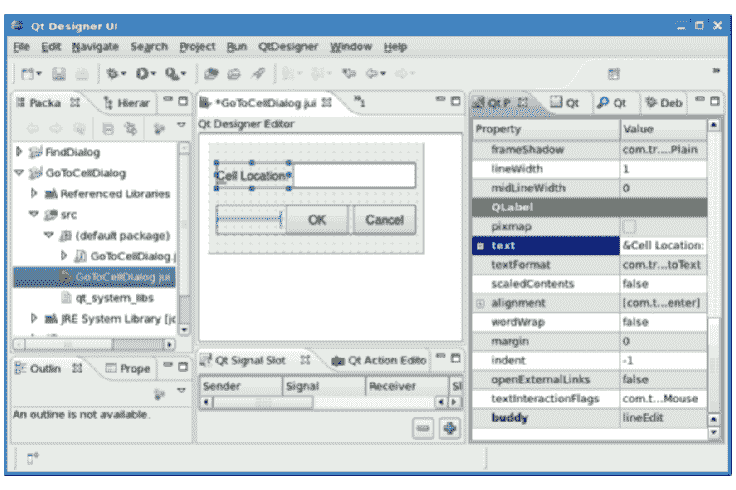 Qt Designer UI
File Edit Navigate Search Project Run QtDesigner Window Help
Packa Hierar
FindDialog
GoToCellDialog
Referenced Libraries
src
(default package)
GoToCellDialog.j
GoToCellDialog.jui
qt_system_libs
JRE System Library [jc
Outlin Prope
An outline is not available.
*GoToCellDialog.jui 1
Qt Designer Editor
Cell Location:
OK Cancel
Qt Signal Slot Qt Action Edito
Sender Signal Receiver Sl
Qt P Qt Qt Deb
Property Value
frameShadow com.tr....Plain
lineWidth 1
midLineWidth 0
QLabel
pixmap
text &Cell Location:
textFormat com.tr...toText
scaledContents false
alignment [com.t...enter]
wordWrap false
margin 0
indent -1
openExternalLinks false
textInteractionFlags com.t...Mouse
buddy lineEdit